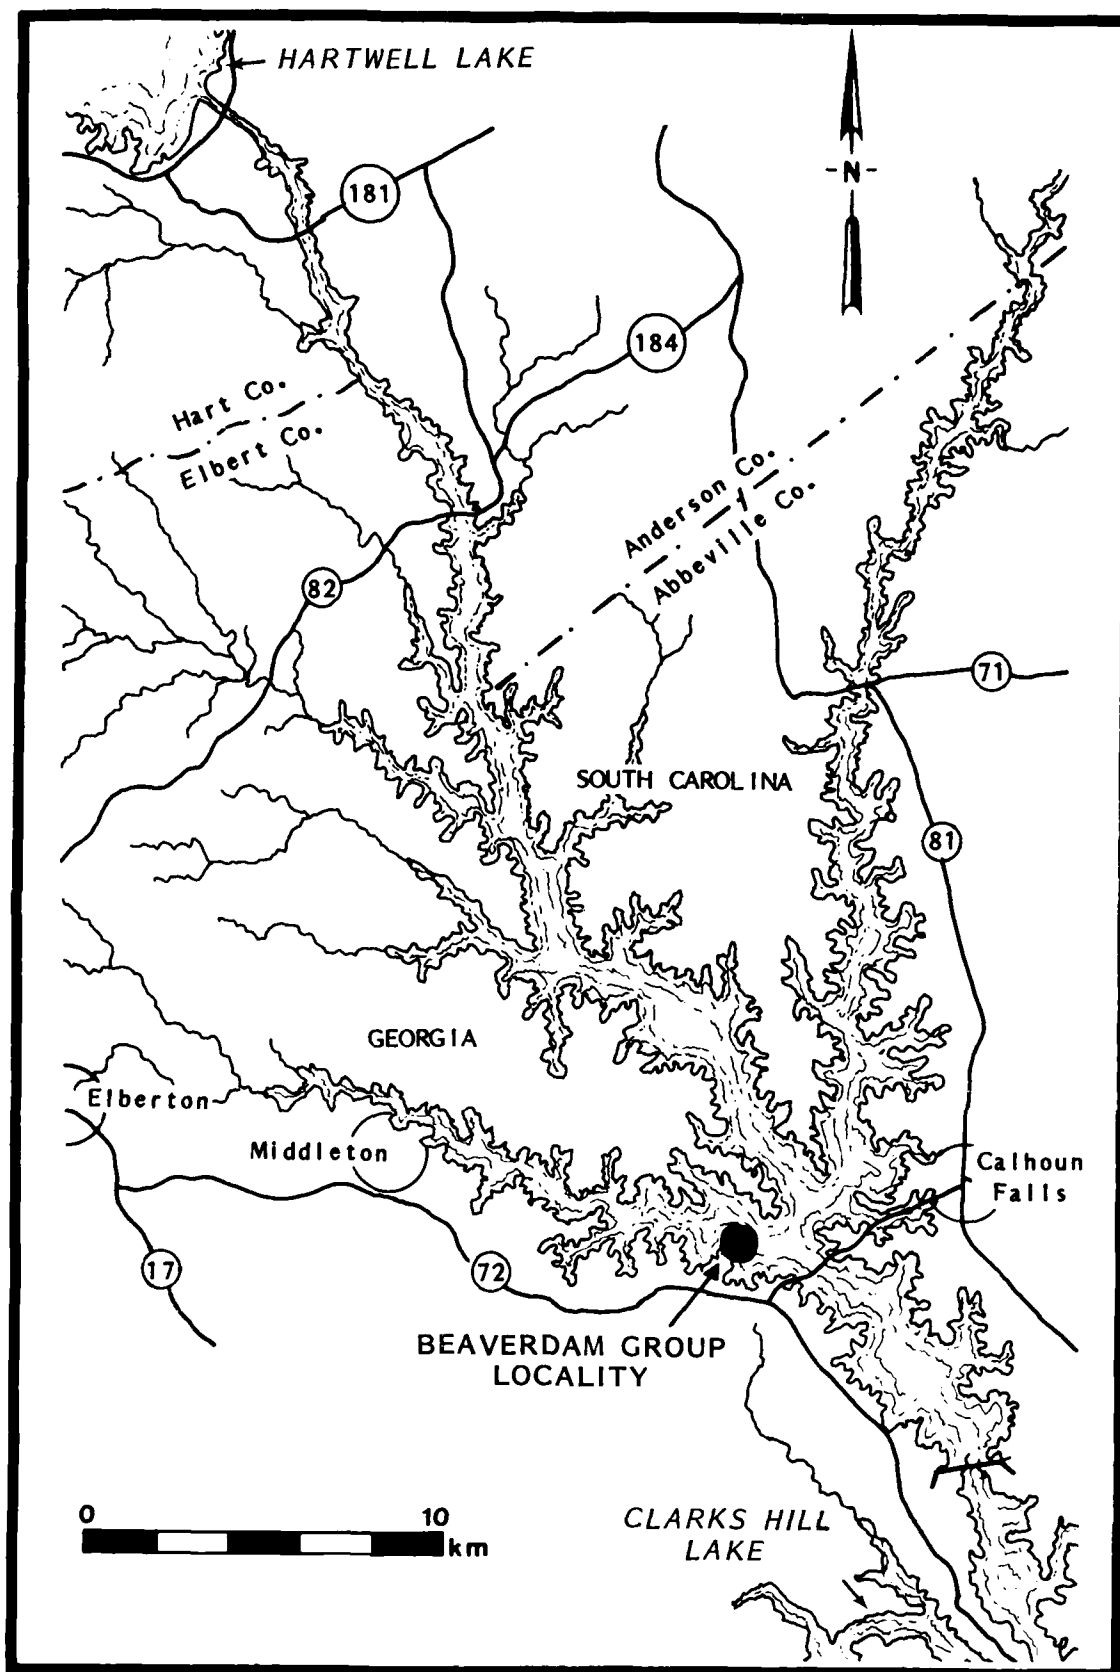 HARTWELL LAKE
N
181
184
Hart Co.
Elbert Co.
Anderson Co.
Abbeville Co.
82
71
SOUTH CAROLINA
81
GEORGIA
Elberton
Middleton
Calhoun
Falls
17
72
BEAVERDAM GROUP
LOCALITY
0 10
km
CLARKS HILL
LAKE